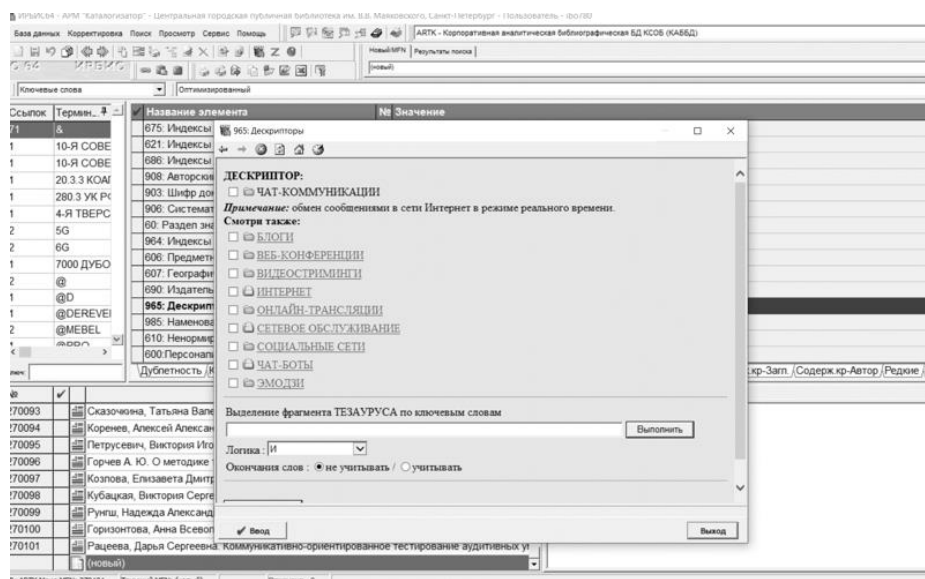 ИРБИС64 - АРМ "Каталогизатор" - Центральная городская публичная библиотека им. В.В. Маяковского, Санкт-Петербург - Пользователь -
База данных Корректировка Поиск Просмотр Сервис Помощь
ARTK - Корпоративная аналитическая библиографическая БД КСОБ (КАББД)
Новый MFN Результаты поиска
(новый)
Ключевые слова
Оптимизированный
Ссылок Термин...
Название элемента № Значение
&
10-Я СОВЕ
10-Я СОВЕ
20.3.3 КОАГ
280.3 УК РФ
4-Я ТВЕРС
5G
6G
7000 ДУБО
@
@D
@DEREVE
@MEBEL
675: Индексы
621: Индексы
686: Индексы
908: Авторски
903: Шифр до
906: Системат
60: Раздел зна
964: Индексы
606: Предметн
607: Географи
690: Издатель
965: Дескрип
985: Наменова
610: Ненормир
600:Персонал
965: Дескрипторы
ДЕСКРИПТОР:
ЧАТ-КОММУНИКАЦИИ
Примечание: обмен сообщениями в сети Интернет в режиме реального времени.
Смотри также:
БЛОГИ
ВЕБ-КОНФЕРЕНЦИИ
ВИДЕОСТРИМИНГИ
ИНТЕРНЕТ
ОНЛАЙН-ТРАНСЛЯЦИИ
СЕТЕВОЕ ОБСЛУЖИВАНИЕ
СОЦИАЛЬНЫЕ СЕТИ
ЧАТ-БОТЫ
ЭМОДЗИ
Выделение фрагмента ТЕЗАУРУСА по ключевым словам
Выполнить
Логика : И
Окончания слов : не учитывать / учитывать
Ввод Выход
Дублетность
кр-Загл. Содерж.кр-Автор Редкие
270093 Сказочкина, Татьяна Вале
270094 Коренев, Алексей Алексан
270095 Петрусевич, Виктория Иго
270096 Горчев А. Ю. О методике
270097 Козлова, Елизавета Дмитр
270098 Кубацкая, Виктория Серге
270099 Рунгш, Надежда Александ
270100 Горизонтова, Анна Всевол
270101 Рацеева, Дарья Сергеевна. Коммуникативно-ориентированное тестирование аудитивных
(новый)